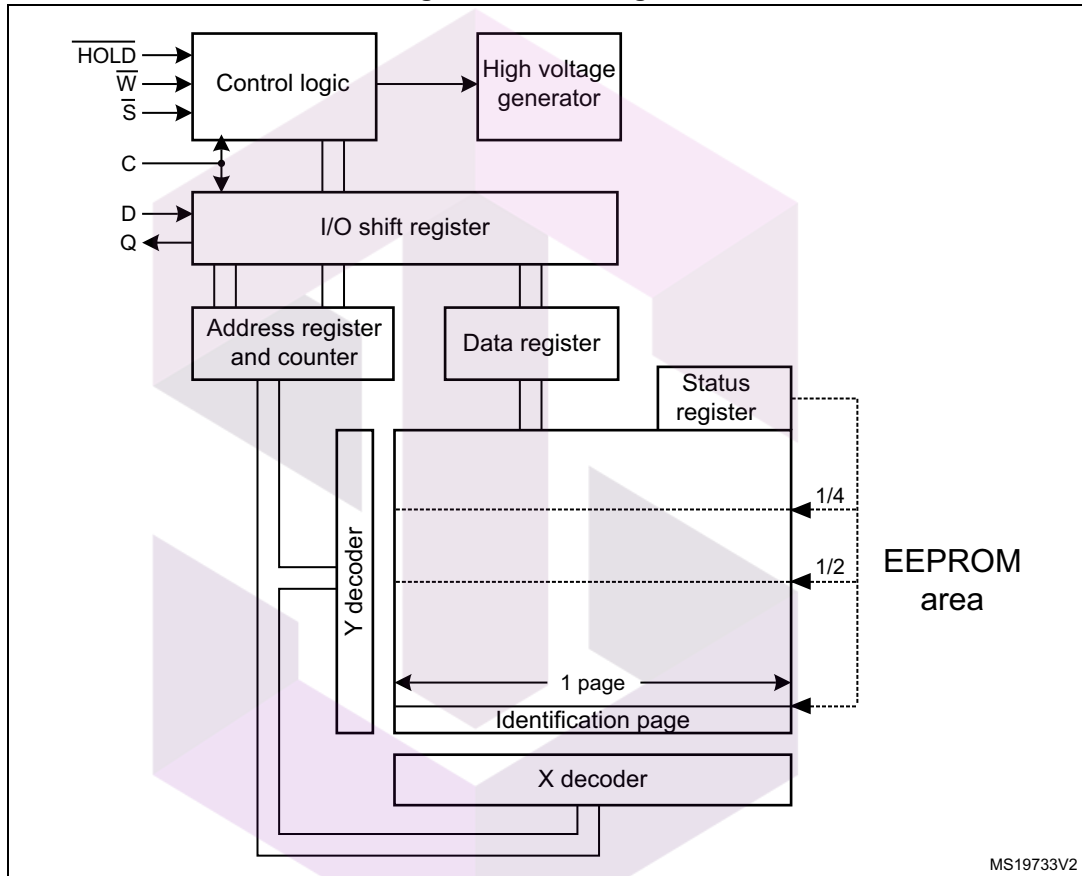 HOLD
W
S
C
D
Q
Control logic
High voltage
generator
I/O shift register
Address register
and counter
Data register
Status
register
1/4
1/2
EEPROM
area
Y decoder
1 page
Identification page
X decoder
MS19733V2